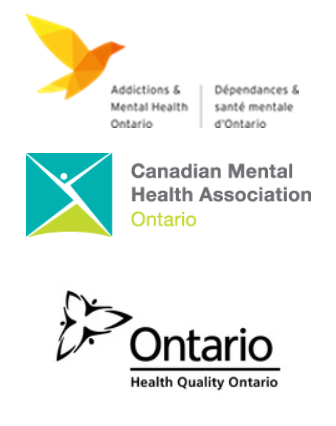 Addictions &
Mental Health
Ontario
Dépendances &
santé mentale
d'Ontario
Canadian Mental
Health Association
Ontario
Ontario
Health Quality Ontario